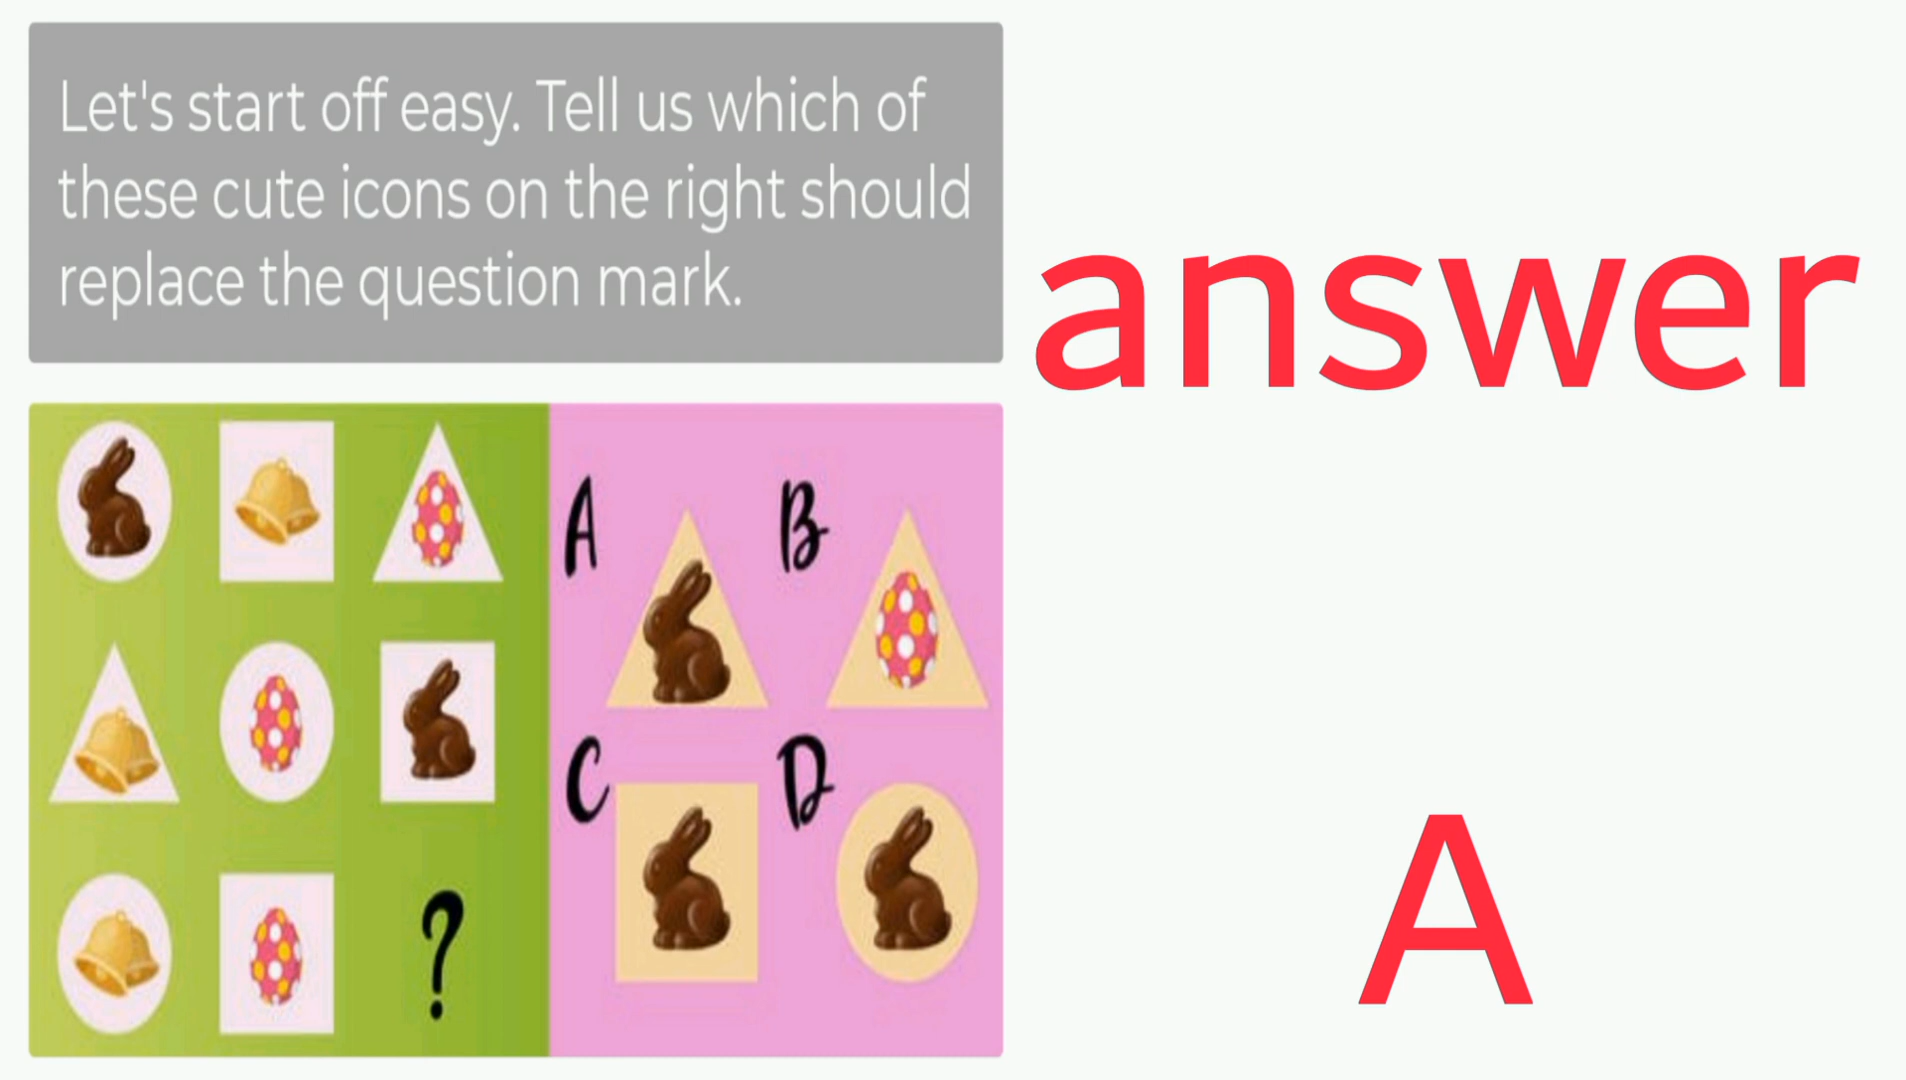 Let's start off easy. Tell us which of
these cute icons on the right should
replace the question mark.
answer
A
B
C
D
?
A